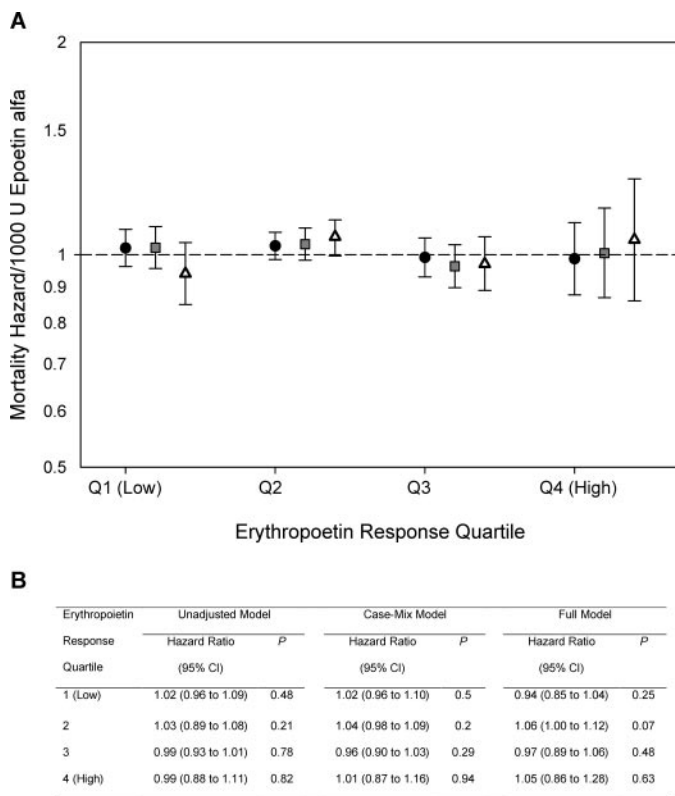 A
2
1.5
1
0.9
0.8
0.7
0.6
0.5
Mortality Hazard/1000 U Epoetin alfa
Q1 (Low) Q2 Q3 Q4 (High)
Erythropoetin Response Quartile
B
Erythropoietin Unadjusted Model Case-Mix Model Full Model
Response Hazard Ratio P Hazard Ratio P Hazard Ratio P
Quartile (95% CI) (95% CI) (95% CI)
1 (Low) 1.02 (0.96 to 1.09) 0.48 1.02 (0.96 to 1.10) 0.5 0.94 (0.85 to 1.04) 0.25
2 1.03 (0.89 to 1.08) 0.21 1.04 (0.98 to 1.09) 0.2 1.06 (1.00 to 1.12) 0.07
3 0.99 (0.93 to 1.01) 0.78 0.96 (0.90 to 1.03) 0.29 0.97 (0.89 to 1.06) 0.48
4 (High) 0.99 (0.88 to 1.11) 0.82 1.01 (0.87 to 1.16) 0.94 1.05 (0.86 to 1.28) 0.63